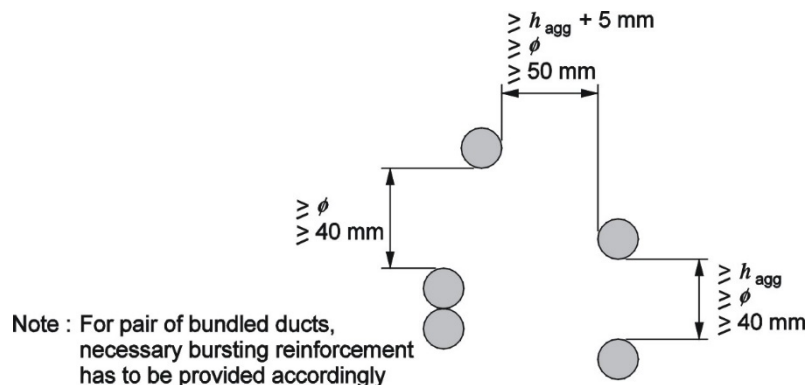 ≥ h agg + 5 mm
≥ ϕ
≥ 50 mm
≥ ϕ
≥ 40 mm
≥ h agg
≥ ϕ
≥ 40 mm
Note : For pair of bundled ducts,
necessary bursting reinforcement
has to be provided accordingly